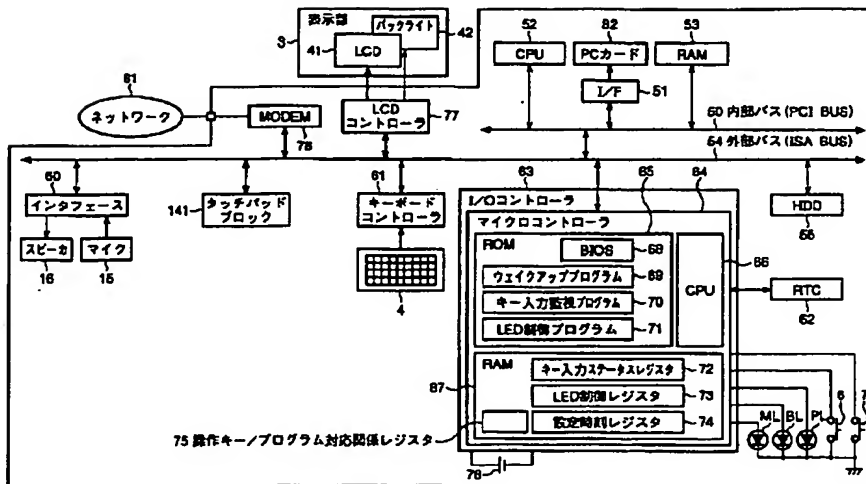 表示部
バックライト
42
3
41
LCD
52
82
53
CPU
PCカード
RAM
81
I/F
51
ネットワーク
MODEM
LCD
コントローラ
77
50 内部バス(PCI BUS)
54 外部バス(ISA BUS)
78
60
61
63
65
64
インタフェース
タッチパッド
ブロック
141
キーボード
コントローラ
I/Oコントローラ
マイクロコントローラ
HDD
55
スピーカ
マイク
16
15
4
ROM
BIOS
68
66
ウェイクアッププログラム
69
CPU
RTC
キー入力監視プログラム
70
62
LED制御プログラム
71
67
RAM
キー入力ステータスレジスタ
72
LED制御レジスタ
73
ML
BL
PL
6
7
75 操作キー/プログラム対応関係レジスタ
設定時刻レジスタ
74
76